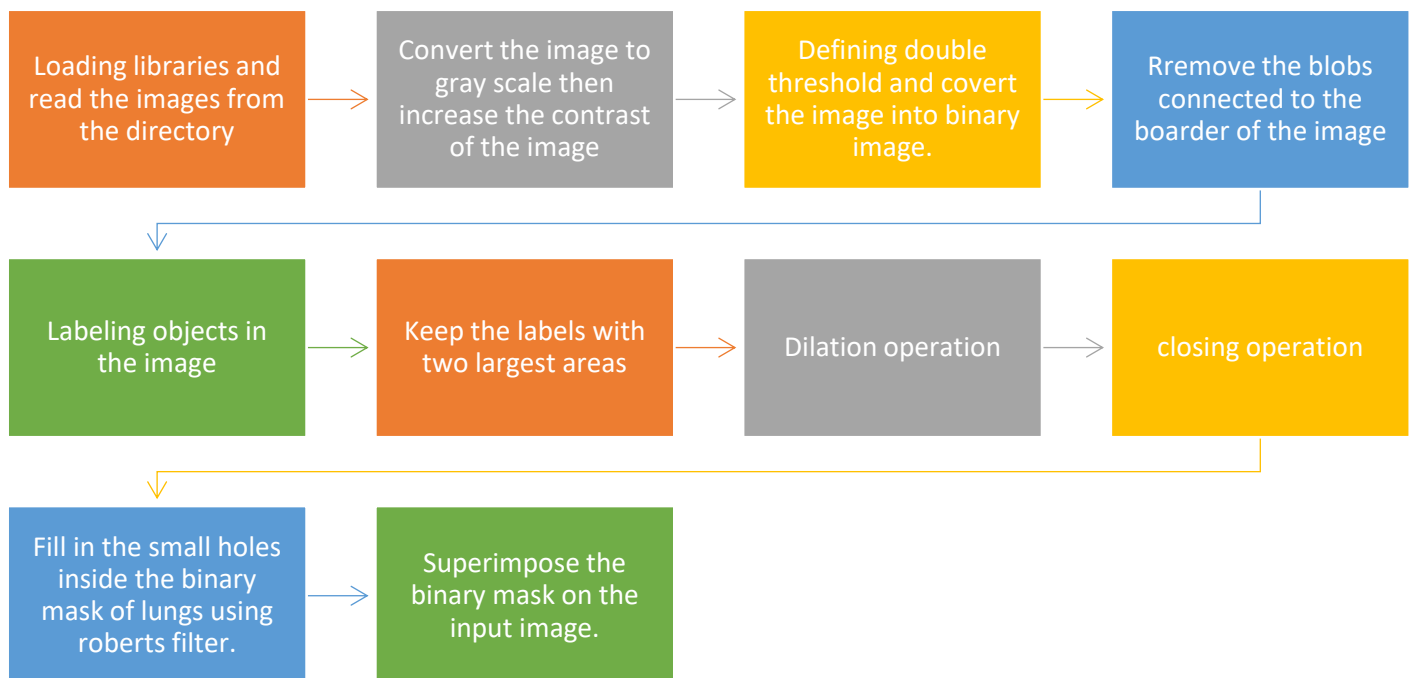 Loading libraries and
read the images from
the directory
Convert the image to
gray scale then
increase the contrast
of the image
Defining double
threshold and covert
the image into binary
image.
Rremove the blobs
connected to the
boarder of the image
Labeling objects in
the image
Keep the labels with
two largest areas
Dilation operation
closing operation
Fill in the small holes
inside the binary
mask of lungs using
roberts filter.
Superimpose the
binary mask on the
input image.